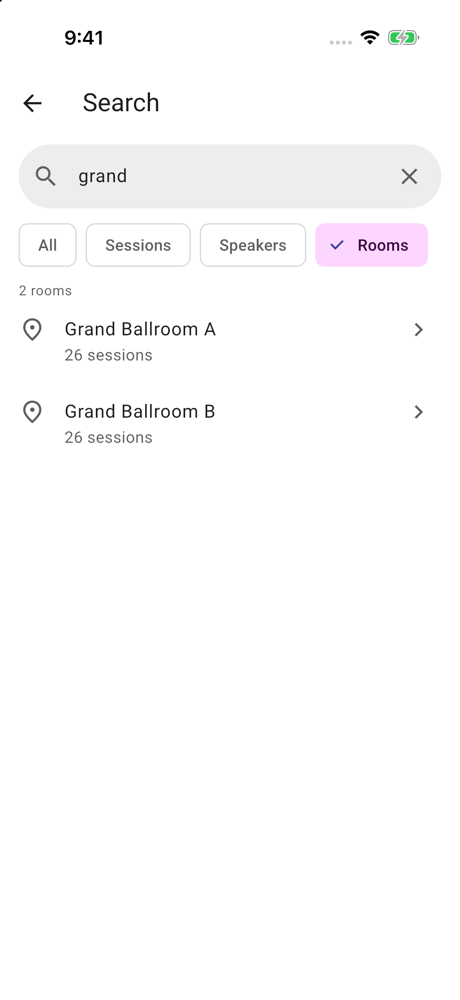 9:41
Search
grand
All
Sessions
Speakers
Rooms
2 rooms
Grand Ballroom A
26 sessions
Grand Ballroom B
26 sessions